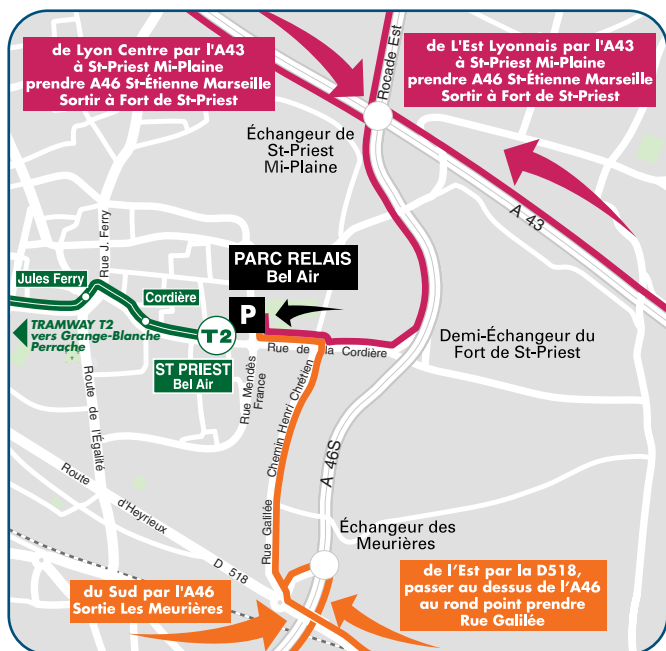 de Lyon Centre par l'A43
à St-Priest Mi-Plaine
prendre A46 St-Étienne Marseille
Sortir à Fort de St-Priest
de L'Est Lyonnais par l'A43
à St-Priest Mi-Plaine
prendre A46 St-Étienne Marseille
Sortir à Fort de St-Priest
Rocade Est
Échangeur de
St-Priest
Mi-Plaine
A 43
Rue J. Ferry
PARC RELAIS
Bel Air
P
Jules Ferry
Cordière
T2
TRAMWAY T2
vers Grange-Blanche
Perrache
ST PRIEST
Bel Air
Rue de la Cordière
Demi-Échangeur du
Fort de St-Priest
Rue Mendès
France
Chemin Henri Chrétien
Route de l'Égalité
A 46S
Route d'Heyrieux
D 518
Rue Galilée
Échangeur des
Meurières
du Sud par l'A46
Sortie Les Meurières
de l'Est par la D518,
passer au dessus de l'A46
au rond point prendre
Rue Galilée